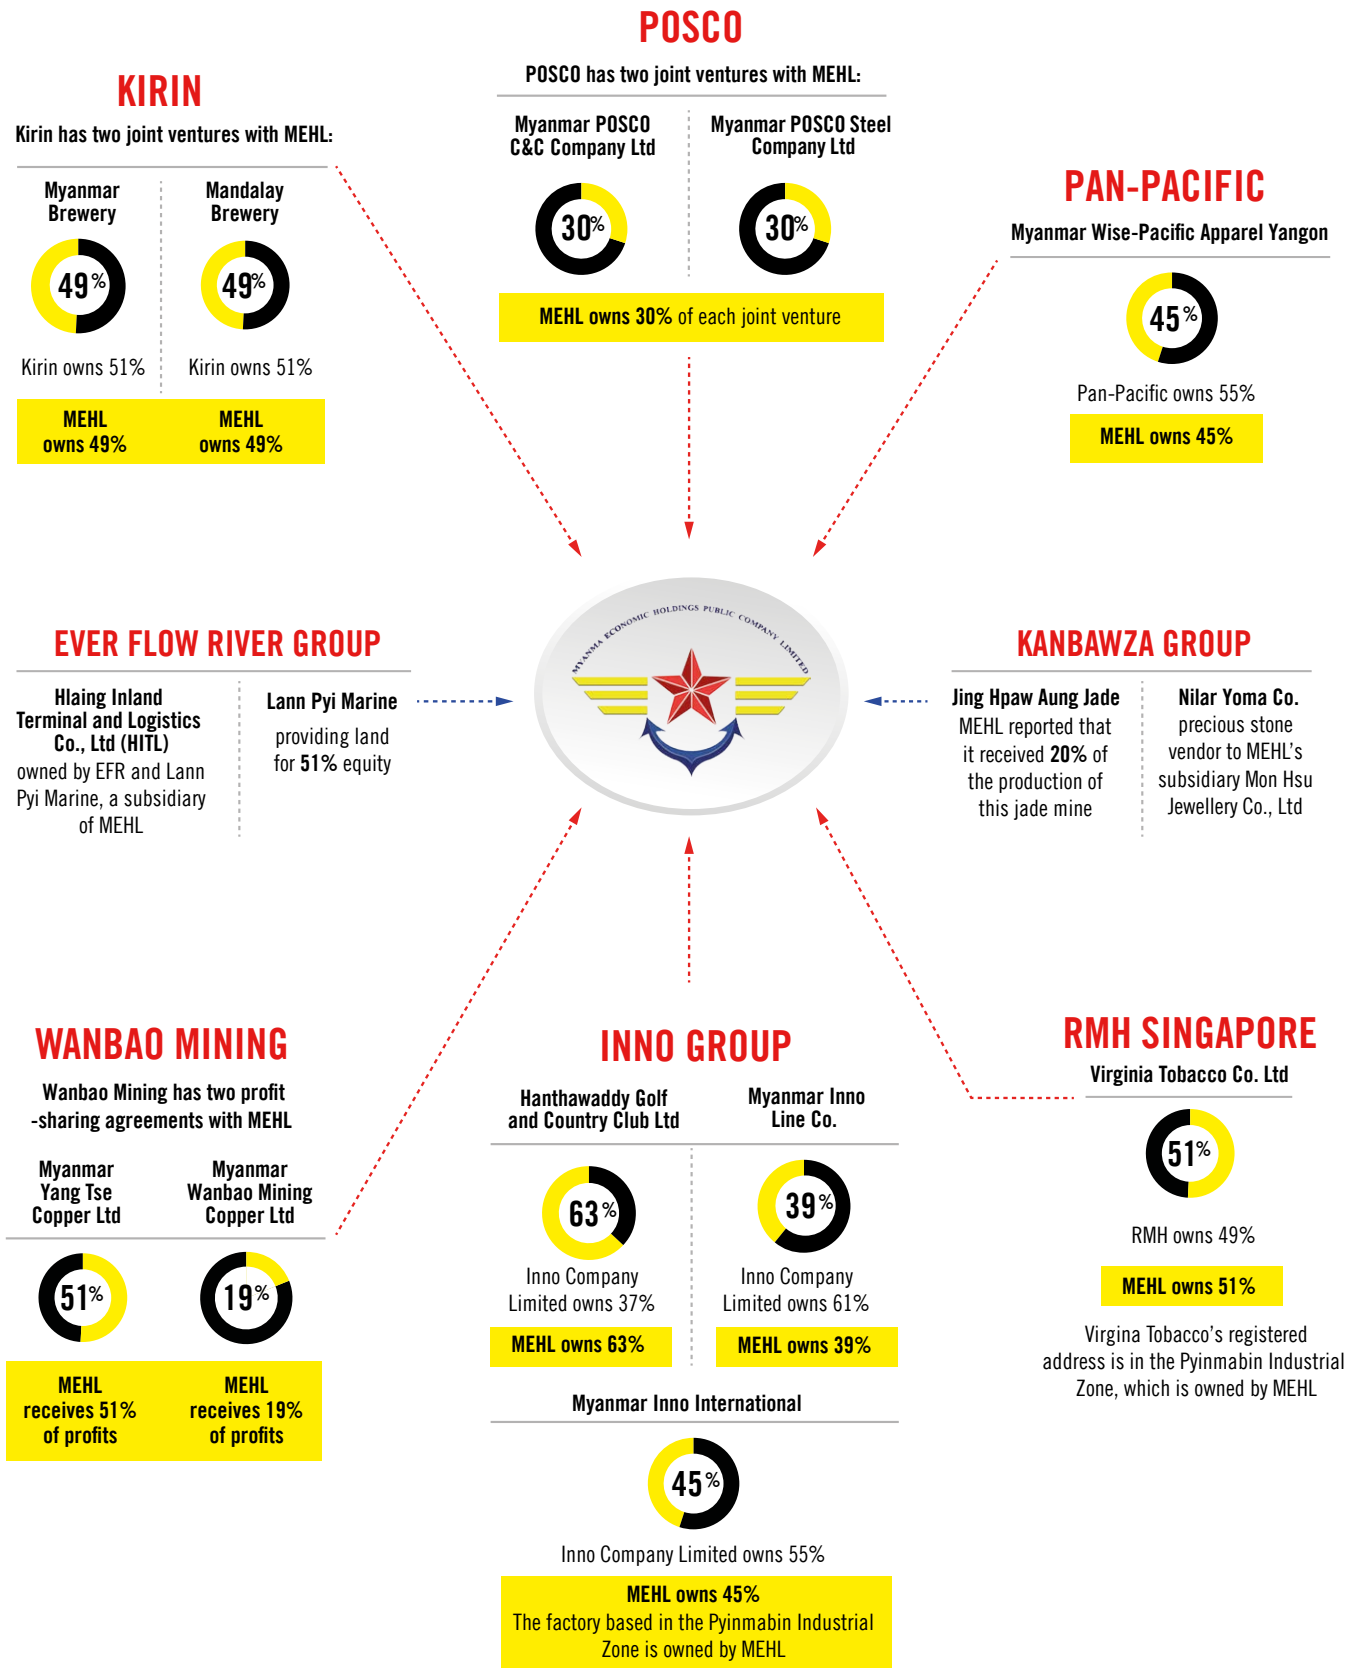 POSCO
POSCO has two joint ventures with MEHL:
Myanmar POSCO
C&C Company Ltd
30%
Myanmar POSCO Steel
Company Ltd
30%
MEHL owns 30% of each joint venture
KIRIN
Kirin has two joint ventures with MEHL:
Myanmar
Brewery
49%
Kirin owns 51%
MEHL
owns 49%
Mandalay
Brewery
49%
Kirin owns 51%
MEHL
owns 49%
PAN-PACIFIC
Myanmar Wise-Pacific Apparel Yangon
45%
Pan-Pacific owns 55%
MEHL owns 45%
MYANMA ECONOMIC HOLDINGS PUBLIC COMPANY LIMITED
EVER FLOW RIVER GROUP
Hlaing Inland
Terminal and Logistics
Co., Ltd (HITL)
owned by EFR and Lann
Pyi Marine, a subsidiary
of MEHL
Lann Pyi Marine
providing land
for 51% equity
KANBAWZA GROUP
Jing Hpaw Aung Jade
MEHL reported that
it received 20% of
the production of
this jade mine
Nilar Yoma Co.
precious stone
vendor to MEHL's
subsidiary Mon Hsu
Jewellery Co., Ltd
WANBAO MINING
Wanbao Mining has two profit
-sharing agreements with MEHL
Myanmar
Yang Tse
Copper Ltd
51%
MEHL
receives 51%
of profits
Myanmar
Wanbao Mining
Copper Ltd
19%
MEHL
receives 19%
of profits
INNO GROUP
Hanthawaddy Golf
and Country Club Ltd
63%
Inno Company
Limited owns 37%
MEHL owns 63%
Myanmar Inno
Line Co.
39%
Inno Company
Limited owns 61%
MEHL owns 39%
Myanmar Inno International
45%
Inno Company Limited owns 55%
MEHL owns 45%
The factory based in the Pyinmabin Industrial
Zone is owned by MEHL
RMH SINGAPORE
Virginia Tobacco Co. Ltd
51%
RMH owns 49%
MEHL owns 51%
Virgina Tobacco's registered
address is in the Pyinmabin Industrial
Zone, which is owned by MEHL